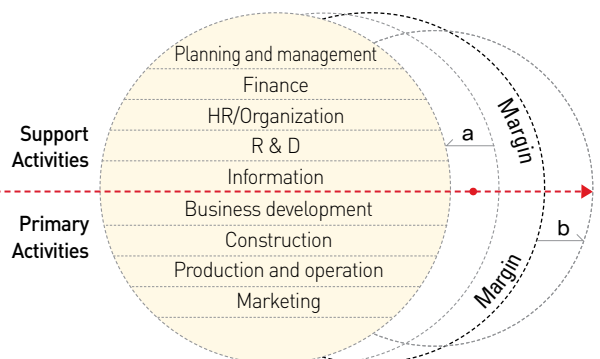 Planning and management
Finance
HR/Organization
R & D
Information
Support
Activities
Primary
Activities
Business development
Construction
Production and operation
Marketing
a
Margin
b
Margin